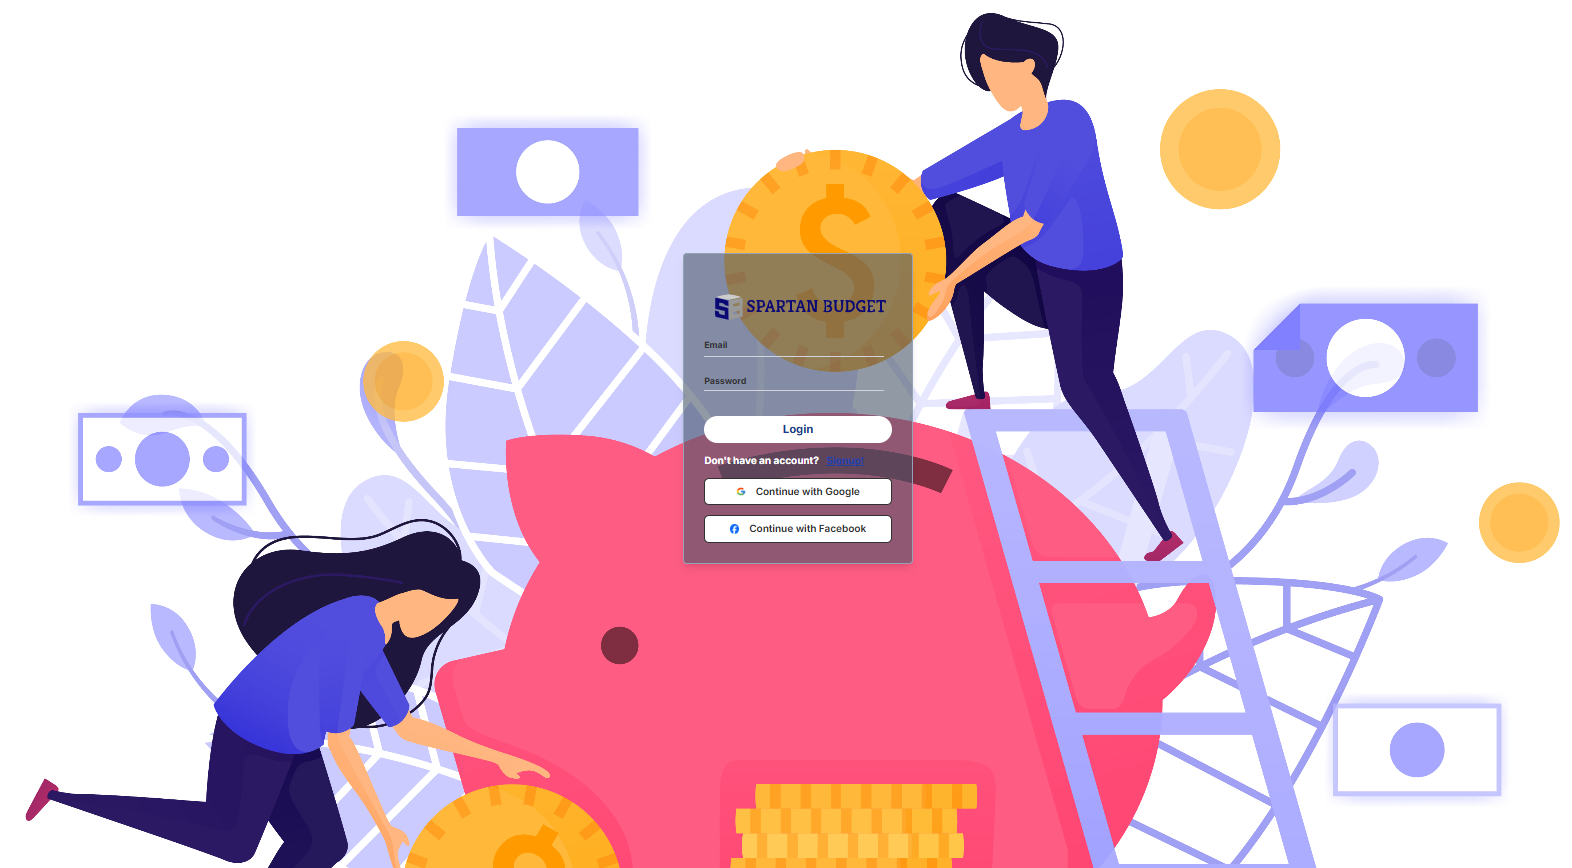 SB SPARTAN BUDGET
Email
Password
Login
Don't have an account? Signup!
Continue with Google
Continue with Facebook